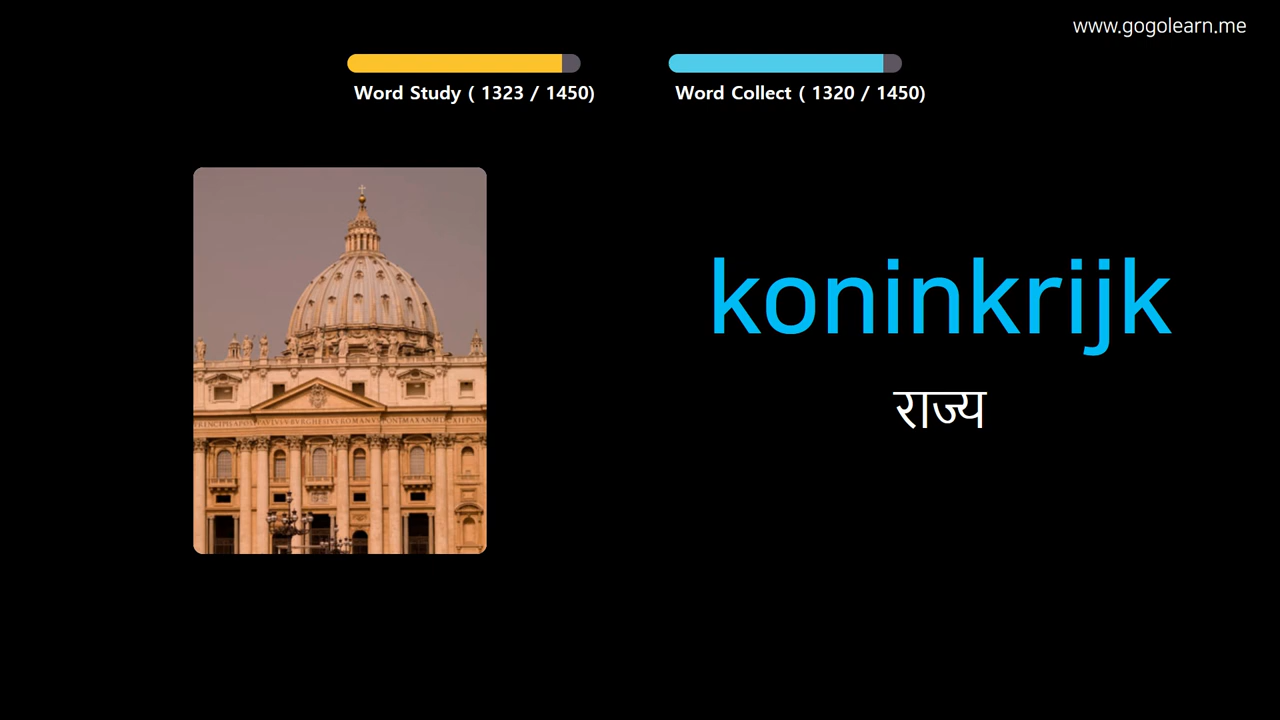 www.gogolearn.me
Word Study ( 1323 / 1450)
Word Collect ( 1320 / 1450)
koninkrijk
राज्य